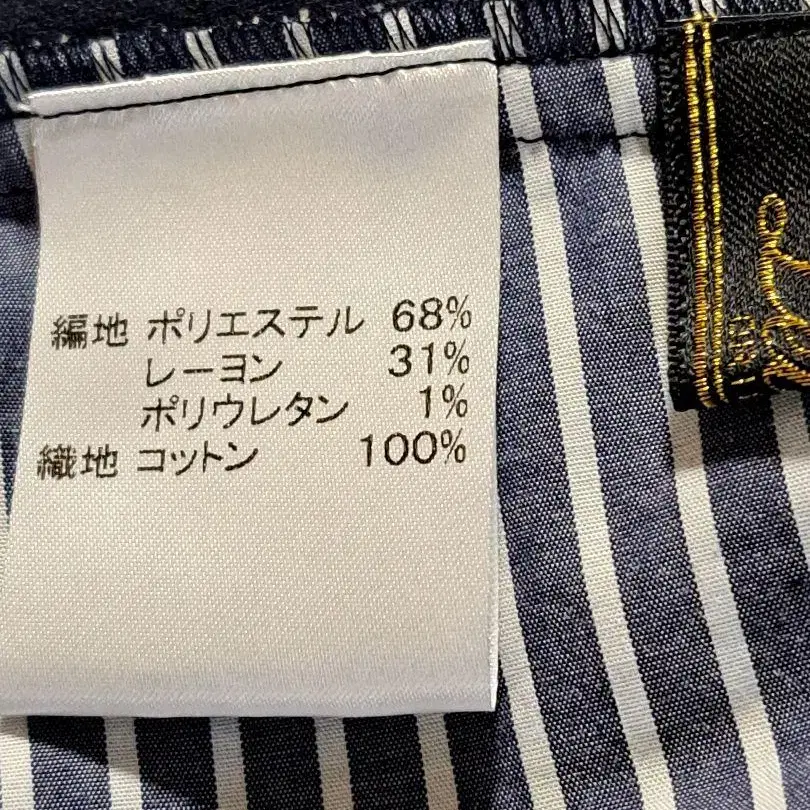 編地 ポリエステル 68%
レーヨン 31%
ポリウレタン 1%
織地 コットン 100%